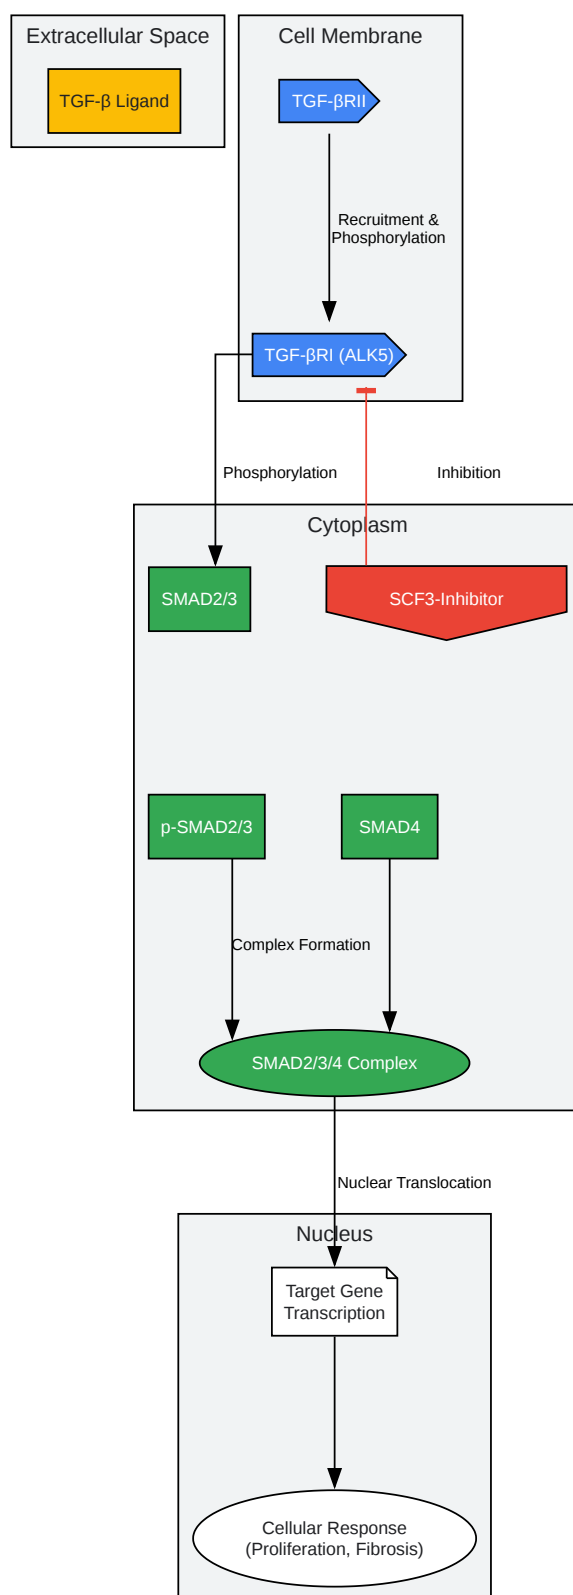 Extracellular Space
TGF-β Ligand
Cell Membrane
TGF-βRII
Recruitment &
Phosphorylation
TGF-βRI (ALK5)
Phosphorylation
Inhibition
Cytoplasm
SMAD2/3
SCF3-Inhibitor
p-SMAD2/3
SMAD4
Complex Formation
SMAD2/3/4 Complex
Nuclear Translocation
Nucleus
Target Gene
Transcription
Cellular Response
(Proliferation, Fibrosis)